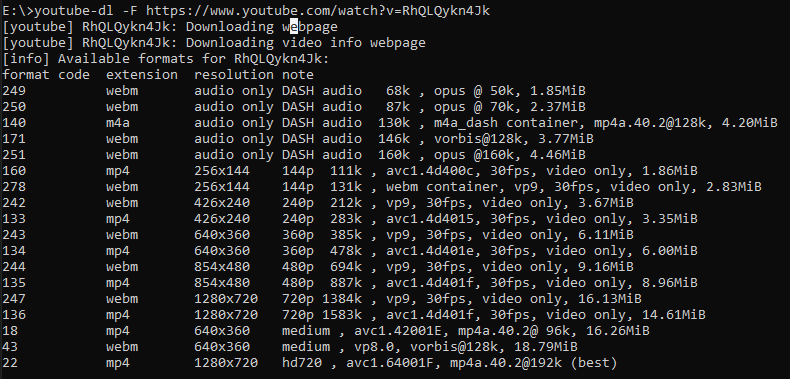 E:\>youtube-dl -F https://www.youtube.com/watch?v=RhQLQykn4Jk
[youtube] RhQLQykn4Jk: Downloading webpage
[youtube] RhQLQykn4Jk: Downloading video info webpage
[info] Available formats for RhQLQykn4Jk:
format code  extension  resolution note
249          webm       audio only DASH audio   68k , opus @ 50k, 1.85MiB
250          webm       audio only DASH audio   87k , opus @ 70k, 2.37MiB
140          m4a        audio only DASH audio  130k , m4a_dash container, mp4a.40.2@128k, 4.20MiB
171          webm       audio only DASH audio  146k , vorbis@128k, 3.77MiB
251          webm       audio only DASH audio  160k , opus @160k, 4.46MiB
160          mp4        256x144    144p  111k , avc1.4d400c, 30fps, video only, 1.86MiB
278          webm       256x144    144p  131k , webm container, vp9, 30fps, video only, 2.83MiB
242          webm       426x240    240p  212k , vp9, 30fps, video only, 3.67MiB
133          mp4        426x240    240p  283k , avc1.4d4015, 30fps, video only, 3.35MiB
243          webm       640x360    360p  385k , vp9, 30fps, video only, 6.11MiB
134          mp4        640x360    360p  478k , avc1.4d401e, 30fps, video only, 6.00MiB
244          webm       854x480    480p  694k , vp9, 30fps, video only, 9.16MiB
135          mp4        854x480    480p  887k , avc1.4d401f, 30fps, video only, 8.96MiB
247          webm       1280x720   720p 1384k , vp9, 30fps, video only, 16.13MiB
136          mp4        1280x720   720p 1583k , avc1.4d401f, 30fps, video only, 14.61MiB
18           mp4        640x360    medium , avc1.42001E, mp4a.40.2@ 96k, 16.26MiB
43           webm       640x360    medium , vp8.0, vorbis@128k, 18.79MiB
22           mp4        1280x720   hd720 , avc1.64001F, mp4a.40.2@192k (best)